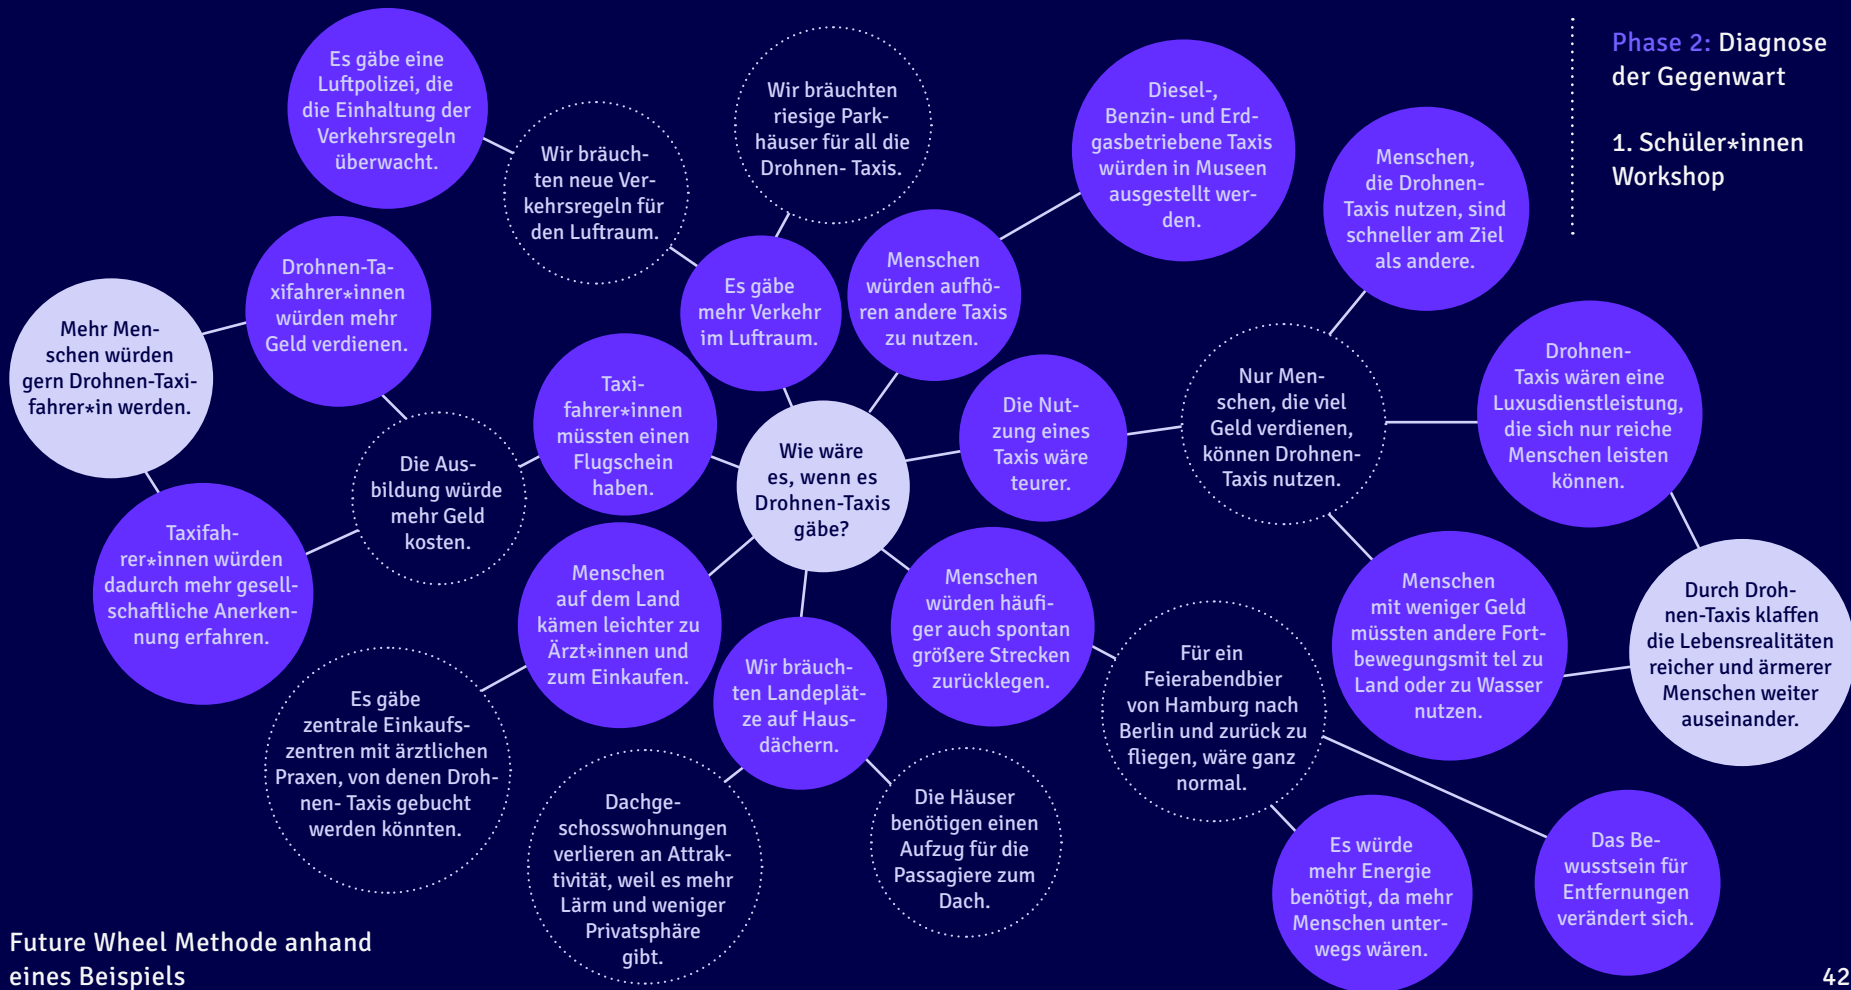 Phase 2: Diagnose
der Gegenwart
1. Schüler*innen
Workshop
Es gäbe eine
Luftpolizei, die
die Einhaltung der
Verkehrsregeln
überwacht.
Wir bräuch-
ten neue Ver-
kehrsregeln für
den Luftraum.
Wir bräuchten
riesige Park-
häuser für all die
Drohnen- Taxis.
Diesel-,
Benzin- und Erd-
gasbetriebene Taxis
würden in Museen
ausgestellt wer-
den.
Menschen,
die Drohnen-
Taxis nutzen, sind
schneller am Ziel
als andere.
Mehr Men-
schen würden
gern Drohnen-Taxi-
fahrer*in werden.
Drohnen-Ta-
xifahrer*innen
würden mehr
Geld verdienen.
Es gäbe
mehr Verkehr
im Luftraum.
Menschen
würden aufhö-
ren andere Taxis
zu nutzen.
Taxi-
fahrer*innen
müssten einen
Flugschein
haben.
Die Aus-
bildung würde
mehr Geld
kosten.
Wie wäre
es, wenn es
Drohnen-Taxis
gäbe?
Die Nut-
zung eines
Taxis wäre
teurer.
Nur Men-
schen, die viel
Geld verdienen,
können Drohnen-
Taxis nutzen.
Drohnen-
Taxis wären eine
Luxusdienstleistung,
die sich nur reiche
Menschen leisten
können.
Taxifah-
rer*innen würden
dadurch mehr gesell-
schaftliche Anerken-
nung erfahren.
Menschen
auf dem Land
kämen leichter zu
Ärzt*innen und
zum Einkaufen.
Wir bräuch-
ten Landeplät-
ze auf Haus-
dächern.
Menschen
würden häufi-
ger auch spontan
größere Strecken
zurücklegen.
Für ein
Feierabendbier
von Hamburg nach
Berlin und zurück zu
fliegen, wäre ganz
normal.
Menschen
mit weniger Geld
müssten andere Fort-
bewegungsmit tel zu
Land oder zu Wasser
nutzen.
Durch Droh-
nen-Taxis klaffen
die Lebensrealitäten
reicher und ärmerer
Menschen weiter
auseinander.
Es gäbe
zentrale Einkaufs-
zentren mit ärztlichen
Praxen, von denen Droh-
nen- Taxis gebucht
werden könnten.
Dachge-
schosswohnungen
verlieren an Attrak-
tivität, weil es mehr
Lärm und weniger
Privatsphäre
gibt.
Die Häuser
benötigen einen
Aufzug für die
Passagiere zum
Dach.
Es würde
mehr Energie
benötigt, da mehr
Menschen unter-
wegs wären.
Das Be-
wusstsein für
Entfernungen
verändert sich.
Future Wheel Methode anhand
eines Beispiels
42